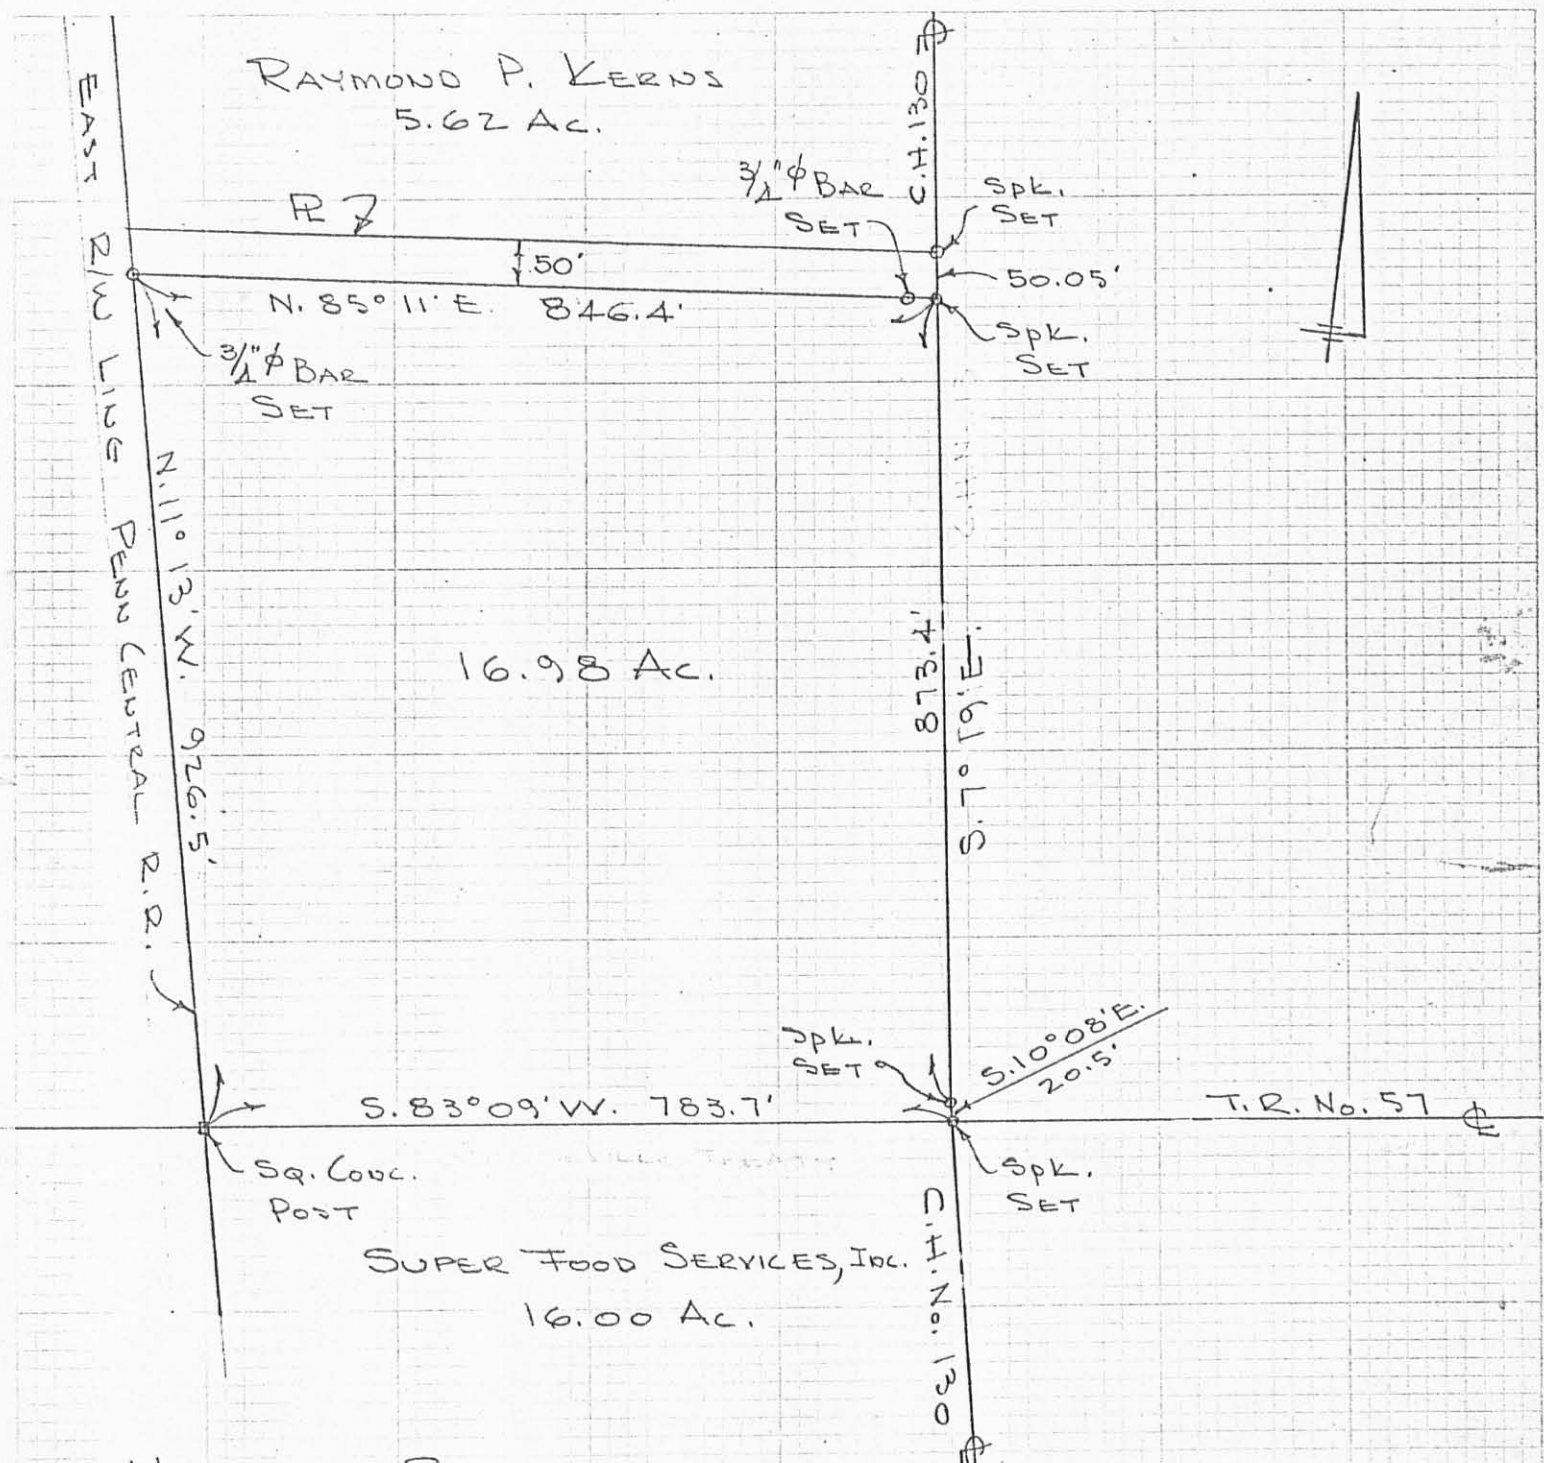 RAYMOND P. KERNS
5.62 AC.
C.H. 130
EAST R/W LINE PENN CENTRAL R.R.
PL
3/4"ϕ BAR
SET
Spk.
SET
50'
50.05'
N. 85° 11' E. 846.4'
Spk.
SET
3/4"ϕ BAR
SET
N. 11° 13' W. 926.5'
16.98 AC.
873.4'
S. 7° 19' E.
Spk.
SET
S. 10° 08' E.
20.5'
S. 83° 09' W. 783.7'
T.R. No. 57 ℄
SQ. CONC.
POST
Spk.
SET
SUPER FOOD SERVICES, INC.
16.00 AC.
C.H. No. 130